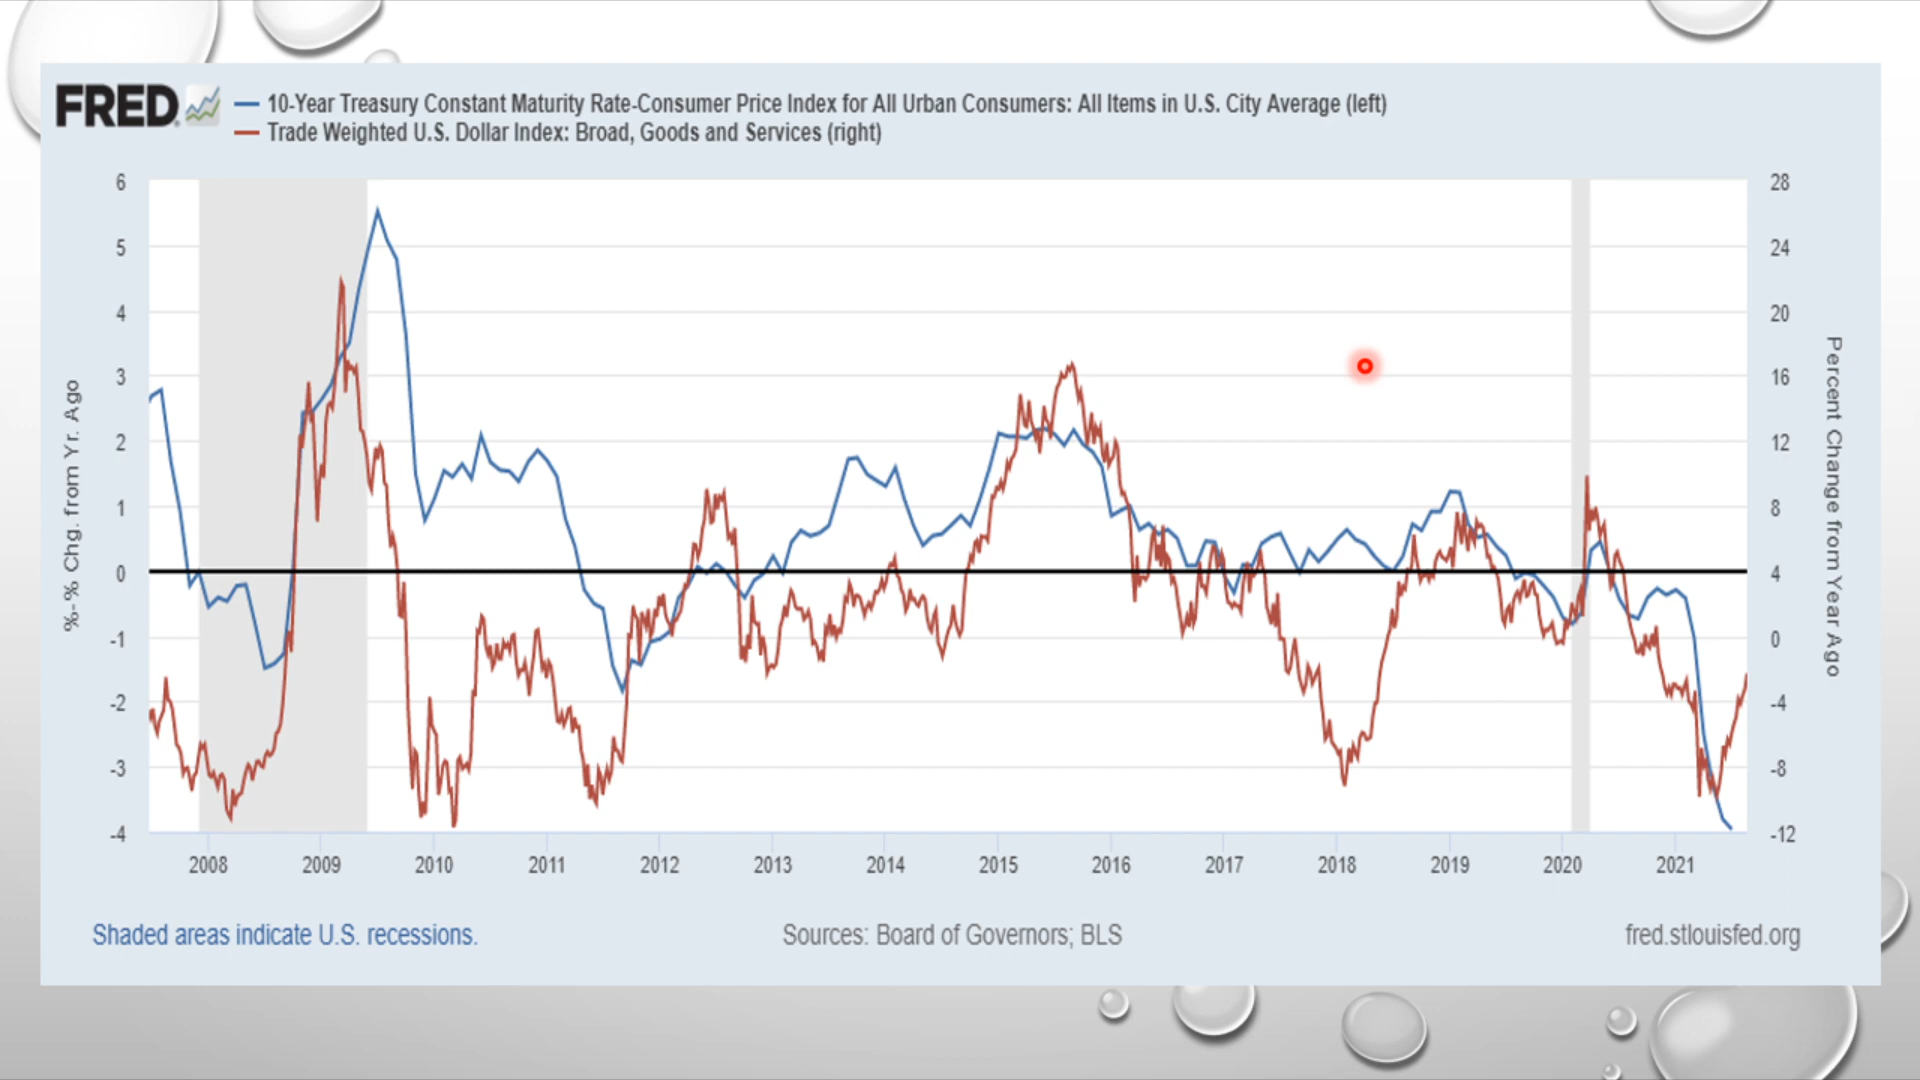 FRED
10-Year Treasury Constant Maturity Rate-Consumer Price Index for All Urban Consumers: All Items in U.S. City Average (left)
Trade Weighted U.S. Dollar Index: Broad, Goods and Services (right)
%-% Chg. from Yr. Ago
6
5
4
3
2
1
0
-1
-2
-3
-4
28
24
20
16
12
8
4
0
-4
-8
-12
Percent Change from Year Ago
2008 2009 2010 2011 2012 2013 2014 2015 2016 2017 2018 2019 2020 2021
Shaded areas indicate U.S. recessions.
Sources: Board of Governors; BLS
fred.stlouisfed.org